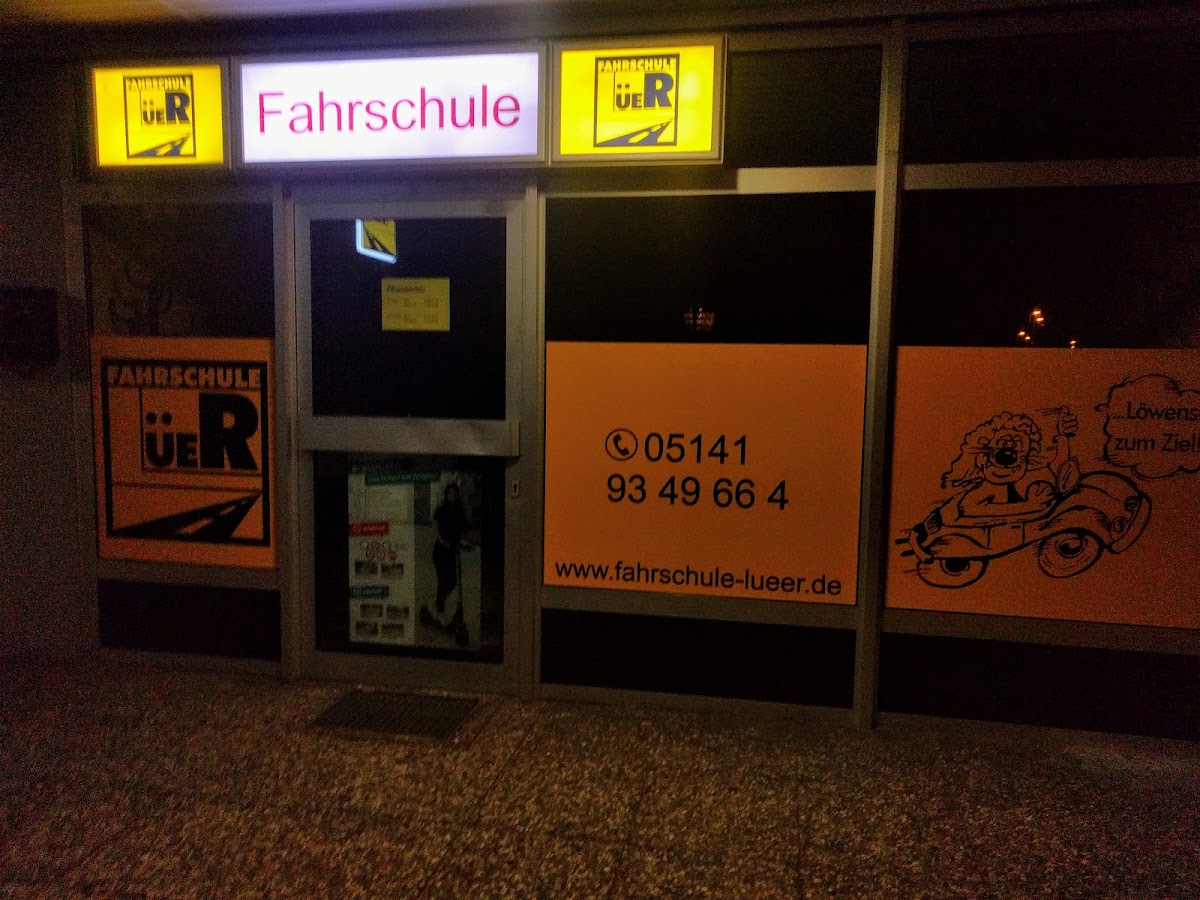 FAHRSCHULE
ÜER
Fahrschule
FAHRSCHULE
ÜER
FAHRSCHULE
ÜER
05141
93 49 66 4
www.fahrschule-lueer.de
...Löwens
zum Ziel